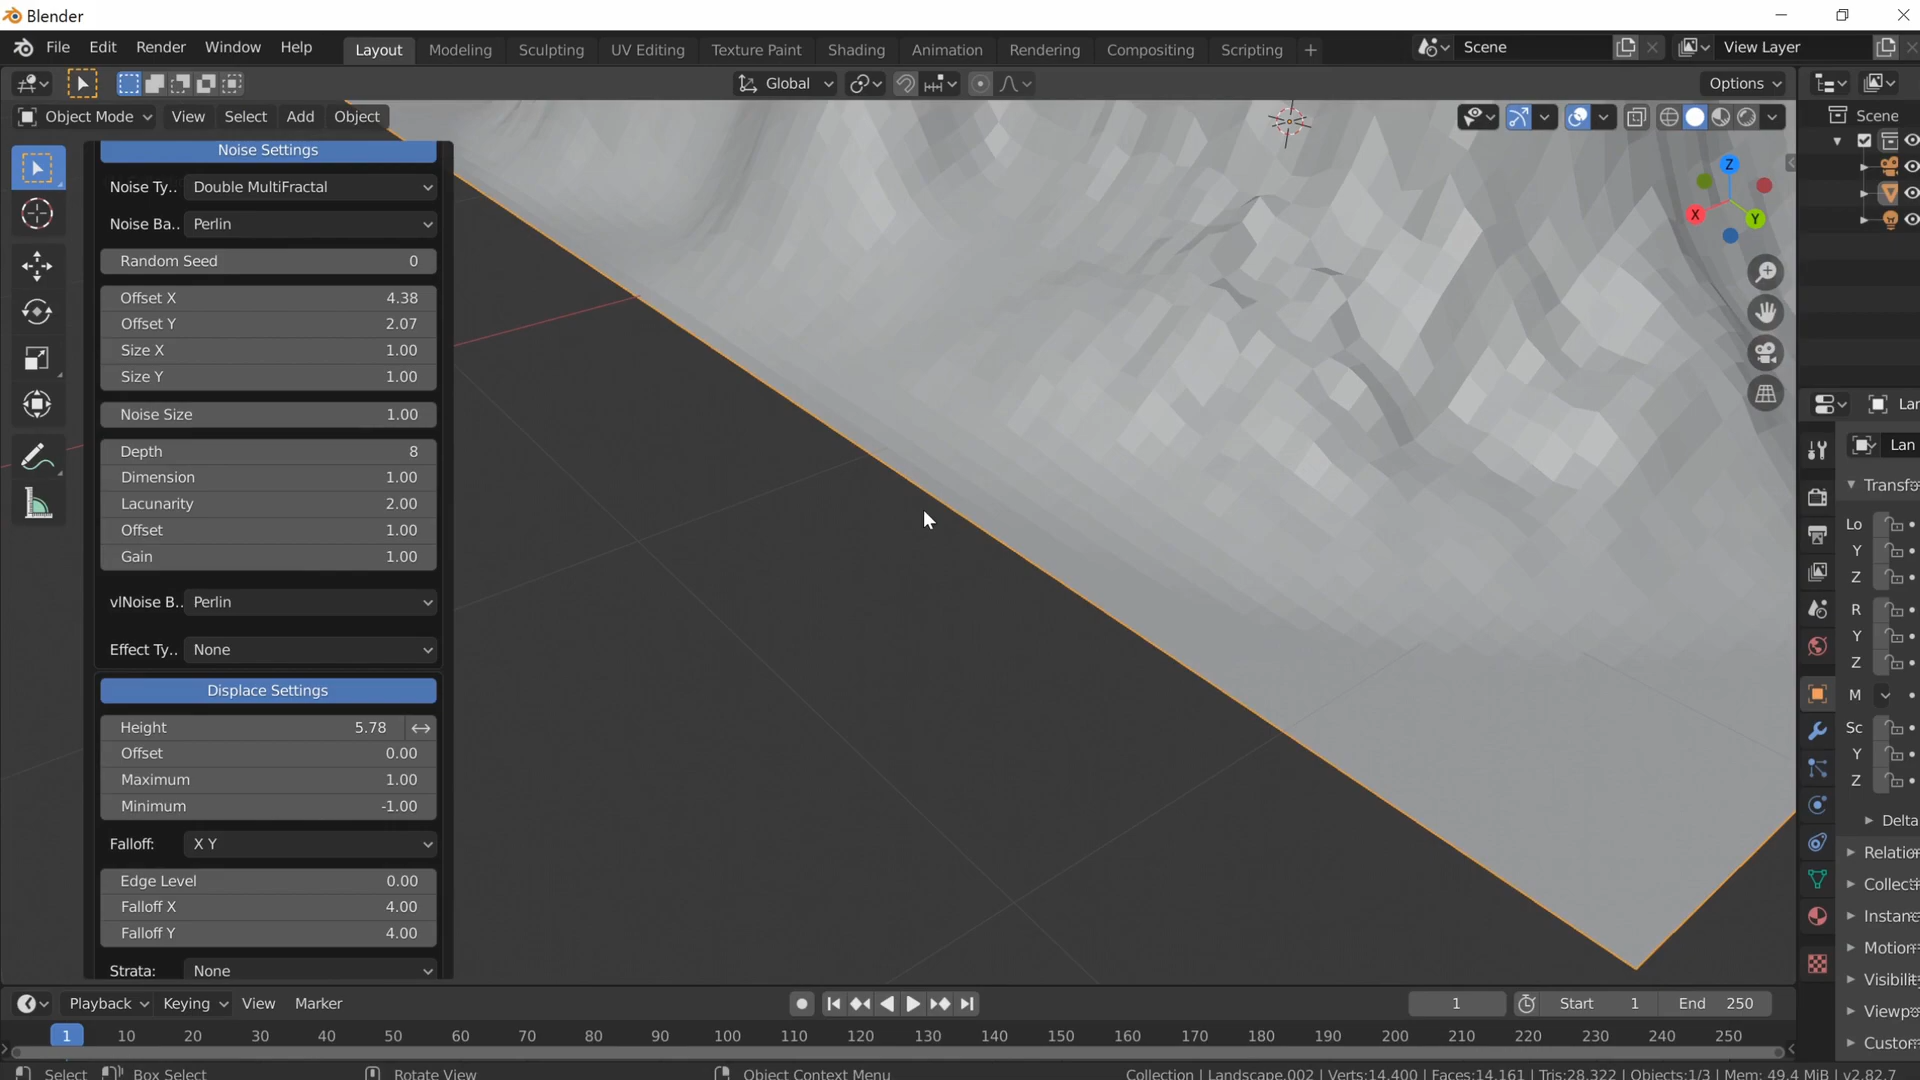 Blender
File Edit Render Window Help Layout Modeling Sculpting UV Editing Texture Paint Shading Animation Rendering Compositing Scripting + Scene View Layer
Global Options
Object Mode View Select Add Object Scene
Noise Settings
Noise Ty.. Double MultiFractal
Noise Ba.. Perlin
Random Seed 0
Offset X 4.38
Offset Y 2.07
Size X 1.00
Size Y 1.00
Noise Size 1.00
Depth 8
Dimension 1.00
Lacunarity 2.00
Offset 1.00
Gain 1.00
vlNoise B.. Perlin
Effect Ty.. None
Displace Settings
Height 5.78
Offset 0.00
Maximum 1.00
Minimum -1.00
Falloff: X Y
Edge Level 0.00
Falloff X 4.00
Falloff Y 4.00
Strata: None
Z
X
Y
Lar
Lan
Transf
Lo
Y
Z
R
Y
Z
M
Sc
Y
Z
Delta
Relatio
Collect
Instan
Motion
Visibilit
Viewp
Custor
Playback Keying View Marker 1 Start 1 End 250
1 10 20 30 40 50 60 70 80 90 100 110 120 130 140 150 160 170 180 190 200 210 220 230 240 250
Select Box Select Rotate View Object Context Menu Collection | Landscape.002 | Verts:14,400 | Faces:14,161 | Tris:28,322 | Objects:1/3 | Mem: 49.4 MiB | v2.82.7